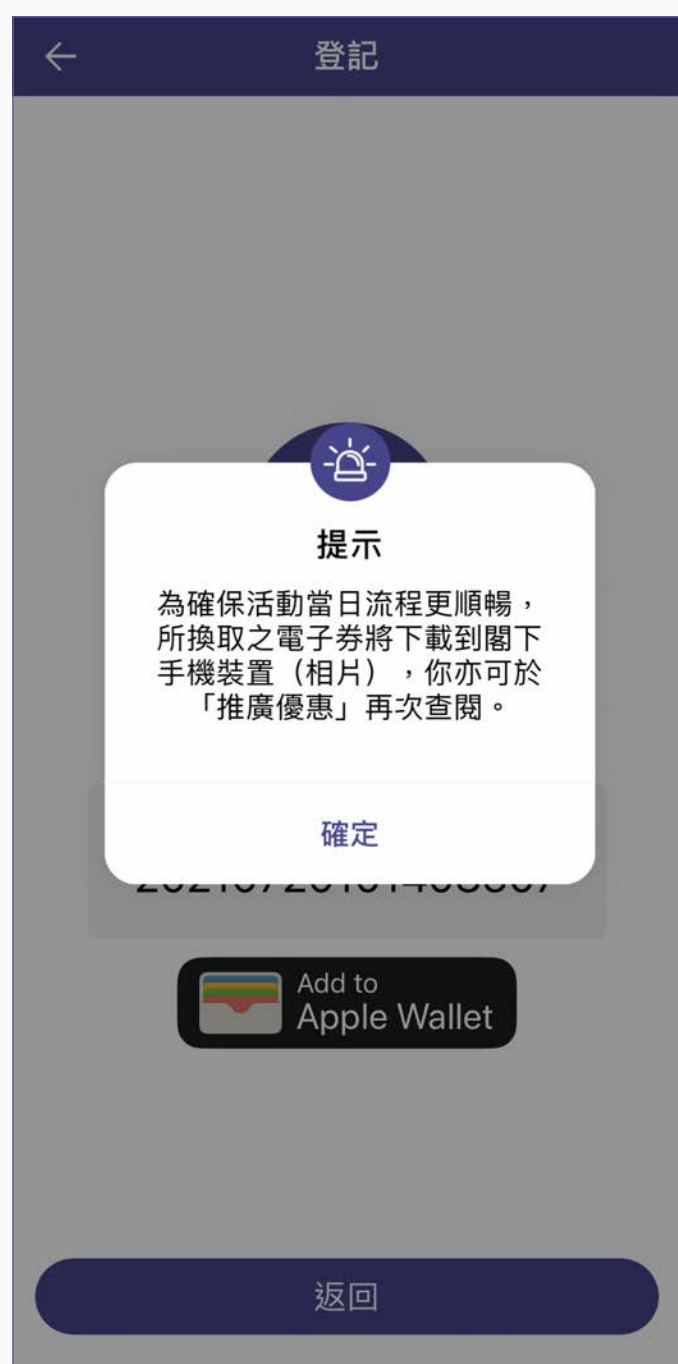 登記
提示
為確保活動當日流程更順暢，
所換取之電子券將下載到閣下
手機裝置（相片），你亦可於
「推廣優惠」再次查閱。
確定
Add to
Apple Wallet
返回